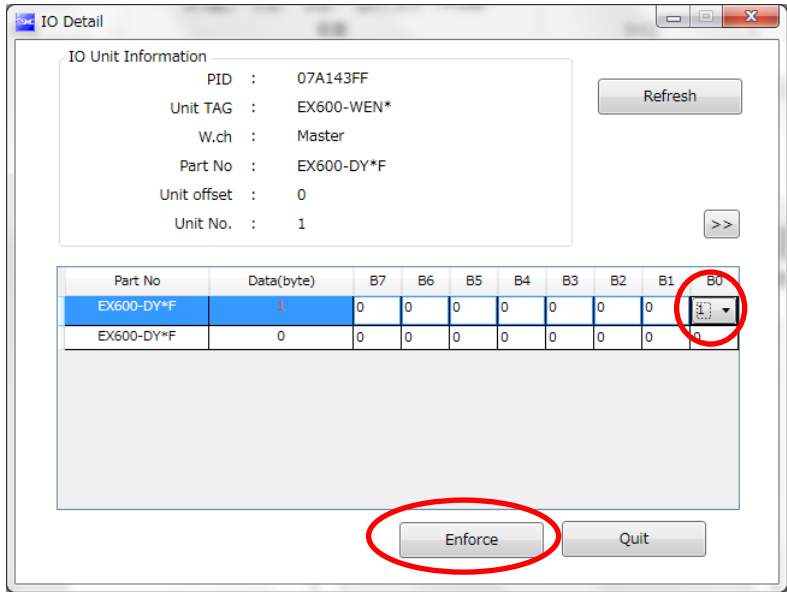 SMC IO Detail
IO Unit Information
PID : 07A143FF
Unit TAG : EX600-WEN*
W.ch : Master
Part No : EX600-DY*F
Unit offset : 0
Unit No. : 1
Refresh
>>
Part No Data(byte) B7 B6 B5 B4 B3 B2 B1 B0
EX600-DY*F 1 0 0 0 0 0 0 0 1
EX600-DY*F 0 0 0 0 0 0 0 0 0
Enforce Quit